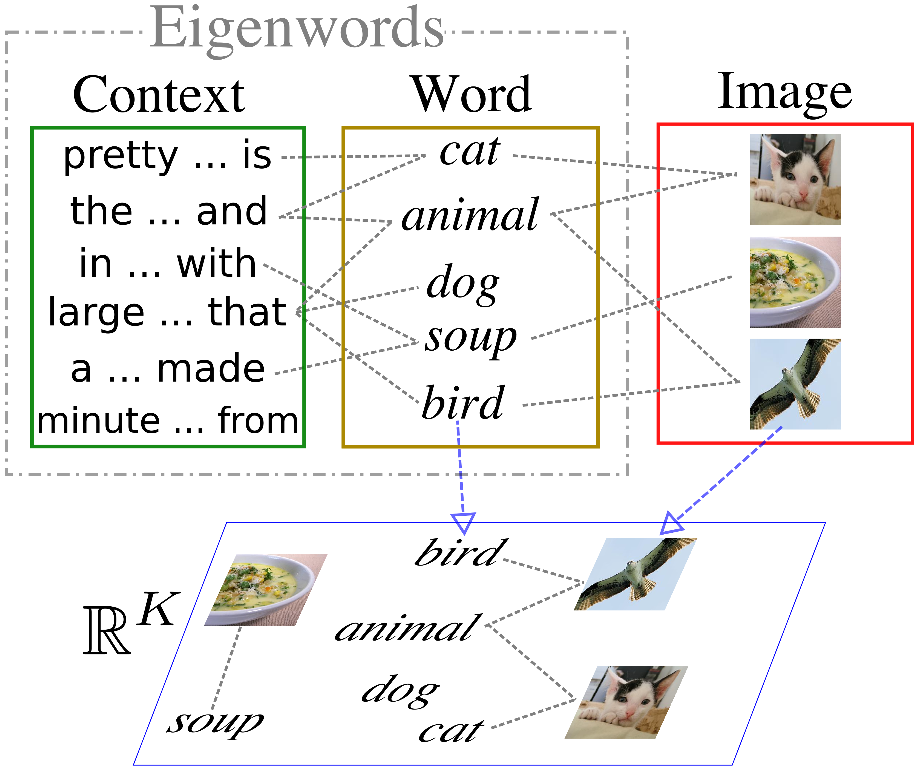 Eigenwords
Context Word Image
pretty ... is cat
the ... and animal
in ... with dog
large ... that soup
a ... made bird
minute ... from
bird
ℝ^K
animal
dog
soup cat